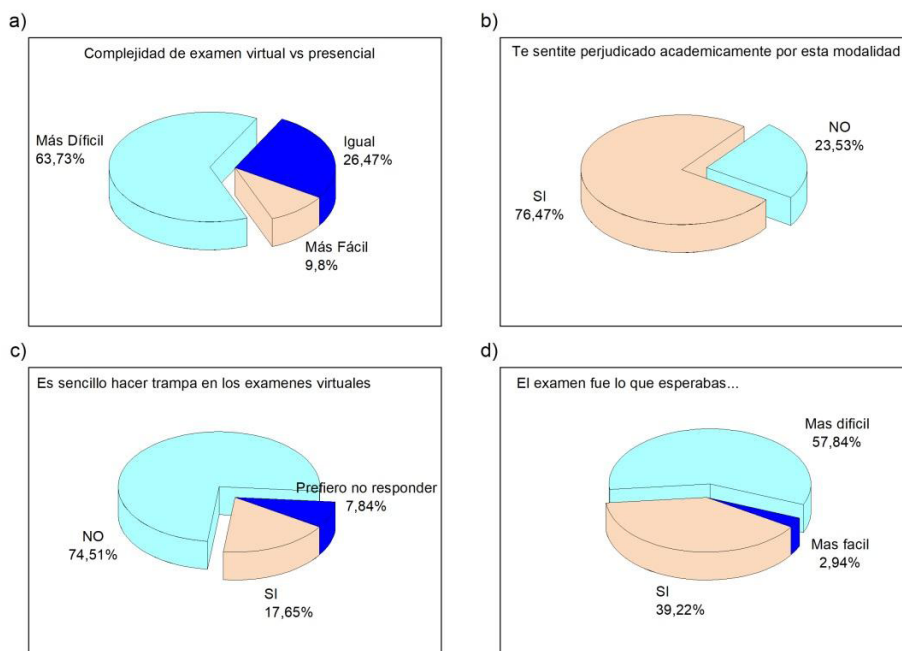 a)
Complejidad de examen virtual vs presencial
Más Díficil
63,73%
Igual
26,47%
Más Fácil
9,8%
b)
Te sentite perjudicado academicamente por esta modalidad
NO
23,53%
SI
76,47%
c)
Es sencillo hacer trampa en los examenes virtuales
Prefiero no responder
7,84%
NO
74,51%
SI
17,65%
d)
El examen fue lo que esperabas...
Mas dificil
57,84%
Mas facil
2,94%
SI
39,22%